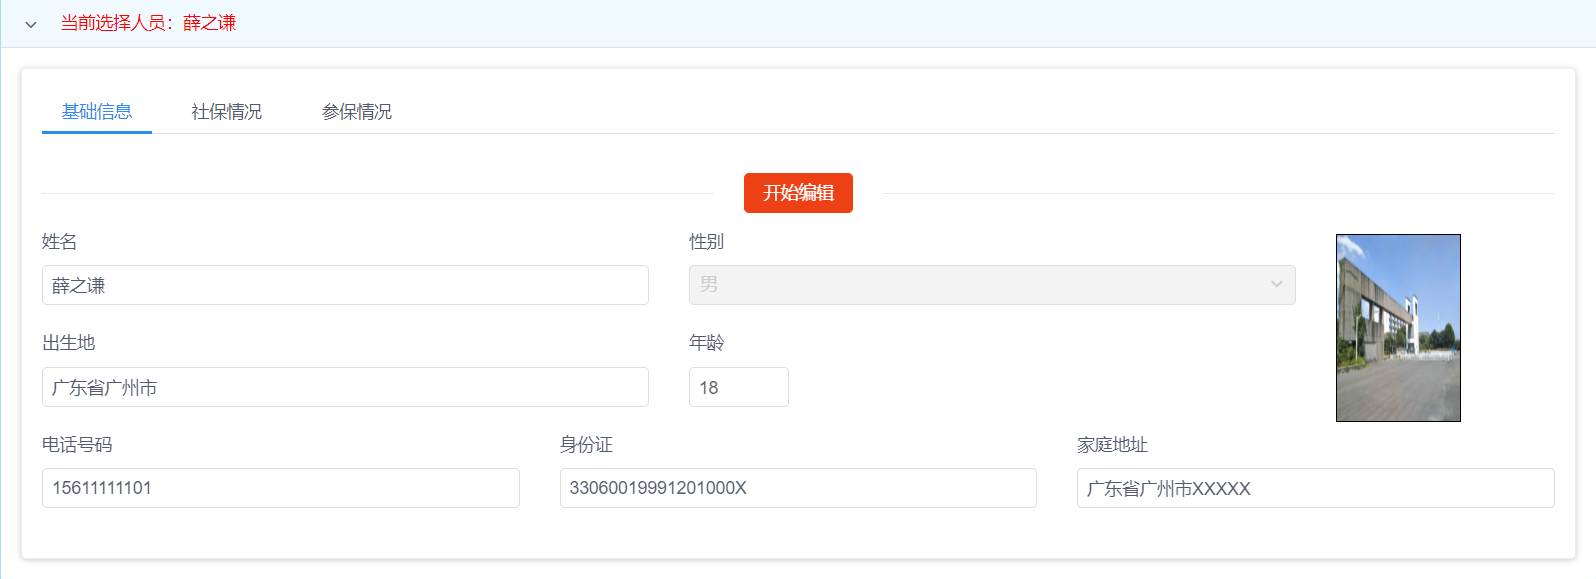 当前选择人员：薛之谦
基础信息 社保情况 参保情况
开始编辑
姓名 性别
薛之谦 男
出生地 年龄
广东省广州市 18
电话号码 身份证 家庭地址
15611111101 33060019991201000X 广东省广州市XXXXX